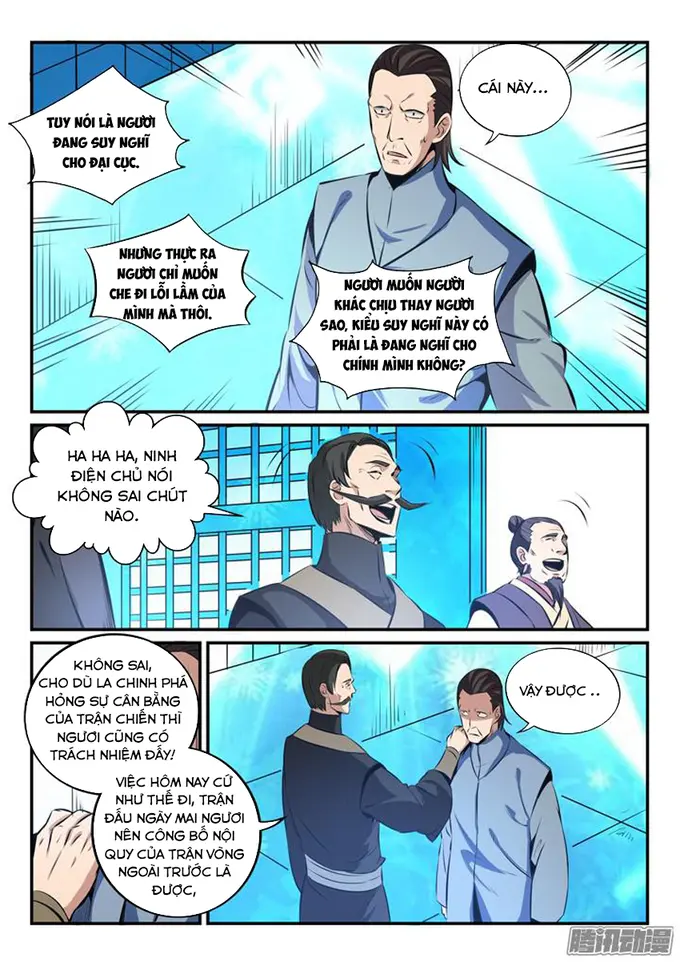 CÁI NÀY...
TUY NÓI LÀ NGƯƠI
ĐANG SUY NGHĨ
CHO ĐẠI CỤC.
NHƯNG THỰC RA
NGƯƠI CHỈ MUỐN
CHE ĐI LỖI LẦM CỦA
MÌNH MÀ THÔI.
NGƯƠI MUỐN NGƯỜI
KHÁC CHỊU THAY NGƯƠI
SAO, KIỂU SUY NGHĨ NÀY CÓ
PHẢI LÀ ĐANG NGHĨ CHO
CHÍNH MÌNH KHÔNG?
HA HA HA, NINH
ĐIỆN CHỦ NÓI
KHÔNG SAI CHÚT
NÀO.
KHÔNG SAI,
CHO DÙ LA CHINH PHÁ
HỎNG SỰ CÂN BẰNG
CỦA TRẬN CHIẾN THÌ
NGƯƠI CŨNG CÓ
TRÁCH NHIỆM ĐẤY!
VIỆC HÔM NAY CỨ
NHƯ THẾ ĐI, TRẬN
ĐẤU NGÀY MAI NGƯƠI
NÊN CÔNG BỐ NỘI
QUY CỦA TRẬN VÒNG
NGOÀI TRƯỚC LÀ
ĐƯỢC,
VẬY ĐƯỢC ..
腾讯动漫